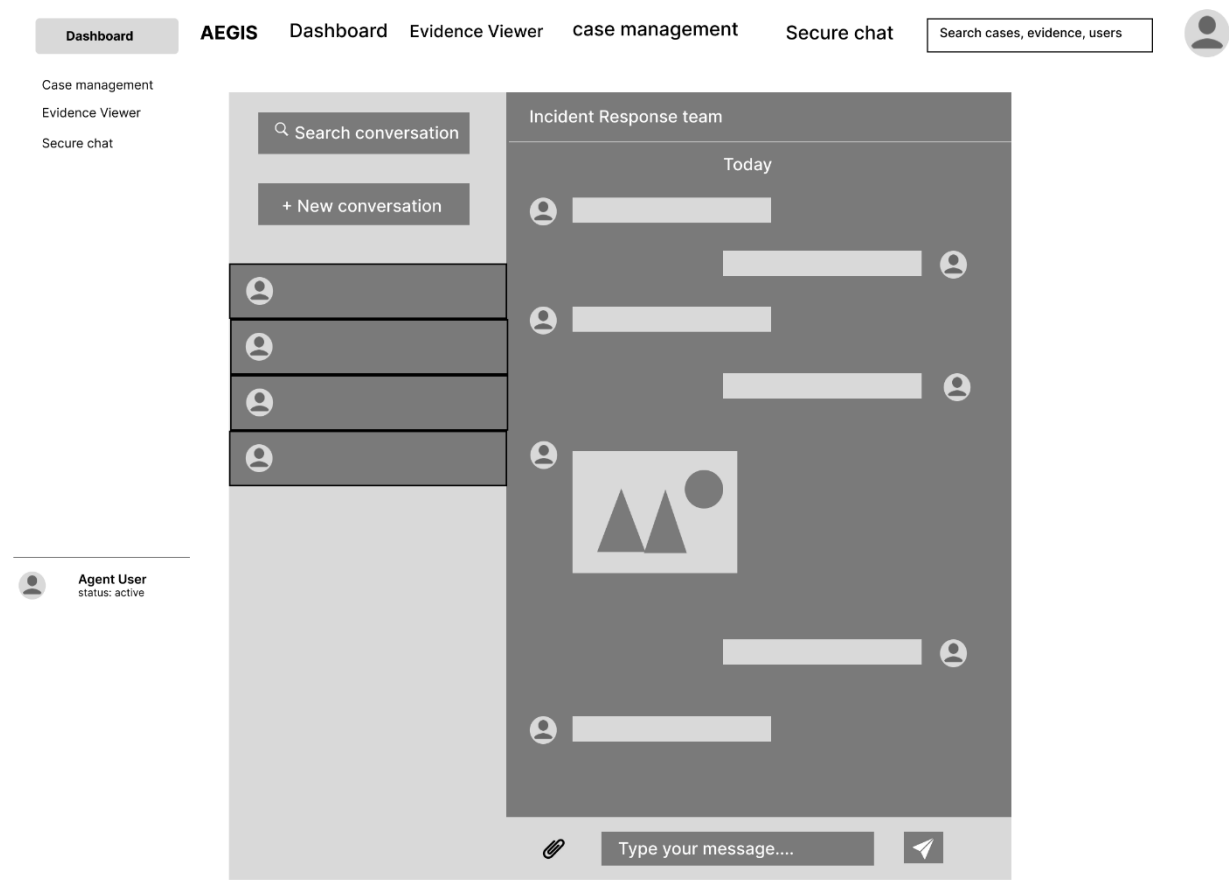 Dashboard
AEGIS Dashboard Evidence Viewer case management Secure chat Search cases, evidence, users
Case management
Evidence Viewer
Secure chat
Agent User
status: active
Search conversation
+ New conversation
Incident Response team
Today
Type your message....